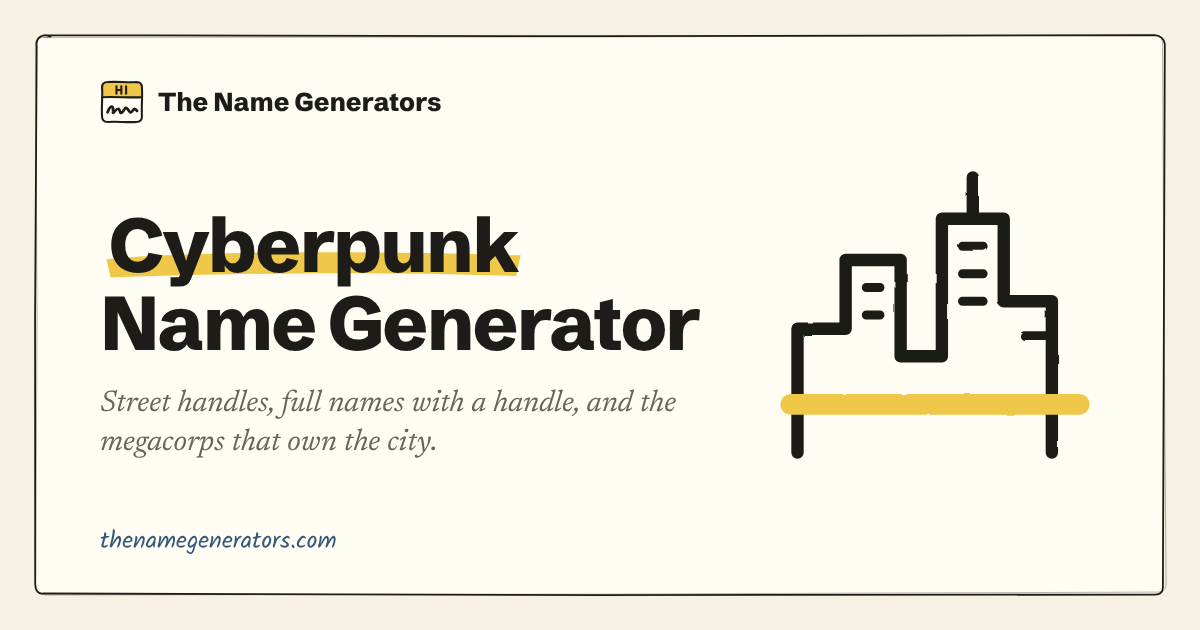 HI
The Name Generators
Cyberpunk
Name Generator
Street handles, full names with a handle, and the
megacorps that own the city.
thenamegenerators.com